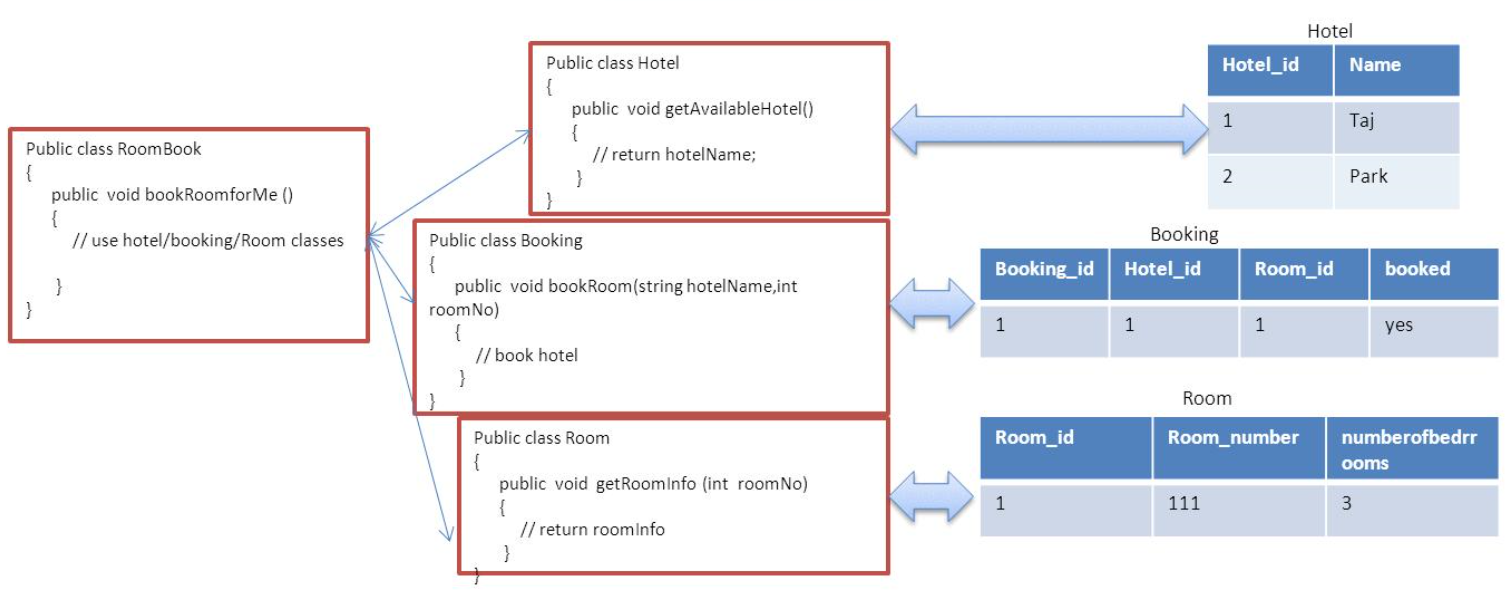 Public class RoomBook
{
public void bookRoomforMe ()
{
// use hotel/booking/Room classes
}
}
Public class Hotel
{
public void getAvailableHotel()
{
// return hotelName;
}
}
Public class Booking
{
public void bookRoom(string hotelName,int
roomNo)
{
// book hotel
}
}
Public class Room
{
public void getRoomInfo (int roomNo)
{
// return roomInfo
}
}
Hotel
Hotel_id Name
1 Taj
2 Park
Booking
Booking_id Hotel_id Room_id booked
1 1 1 yes
Room
Room_id Room_number numberofbedrr
ooms
1 111 3